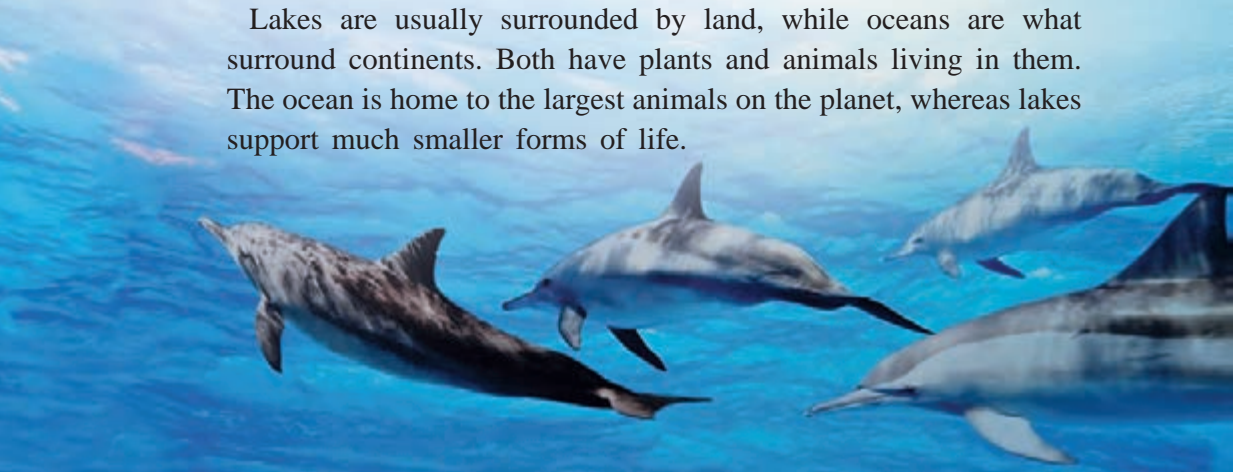 Lakes are usually surrounded by land, while oceans are what
surround continents. Both have plants and animals living in them.
The ocean is home to the largest animals on the planet, whereas lakes
support much smaller forms of life.